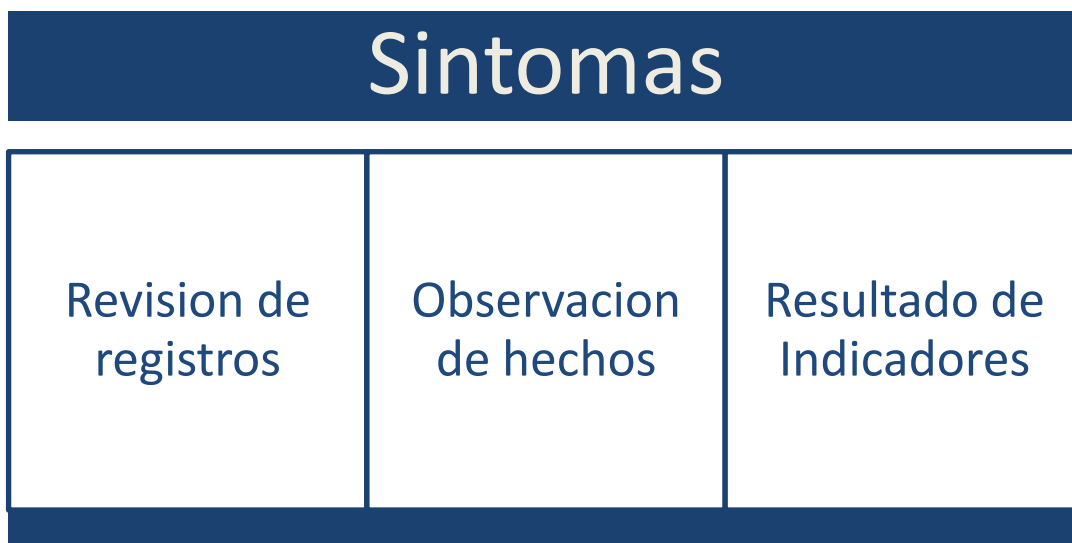 Sintomas
Revision de
registros
Observacion
de hechos
Resultado de
Indicadores